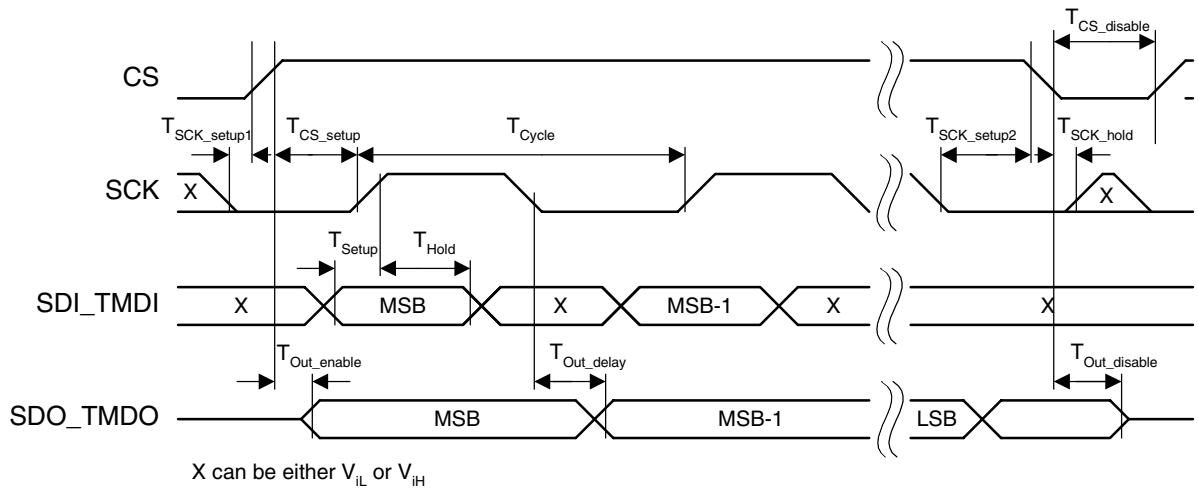 T_CS_disable
CS
T_SCK_setup1 T_CS_setup T_Cycle T_SCK_setup2 T_SCK_hold
SCK X X
T_Setup T_Hold
SDI_TMDI X MSB X MSB-1 X X
T_Out_enable T_Out_delay T_Out_disable
SDO_TMDO MSB MSB-1 LSB
X can be either V_iL or V_iH